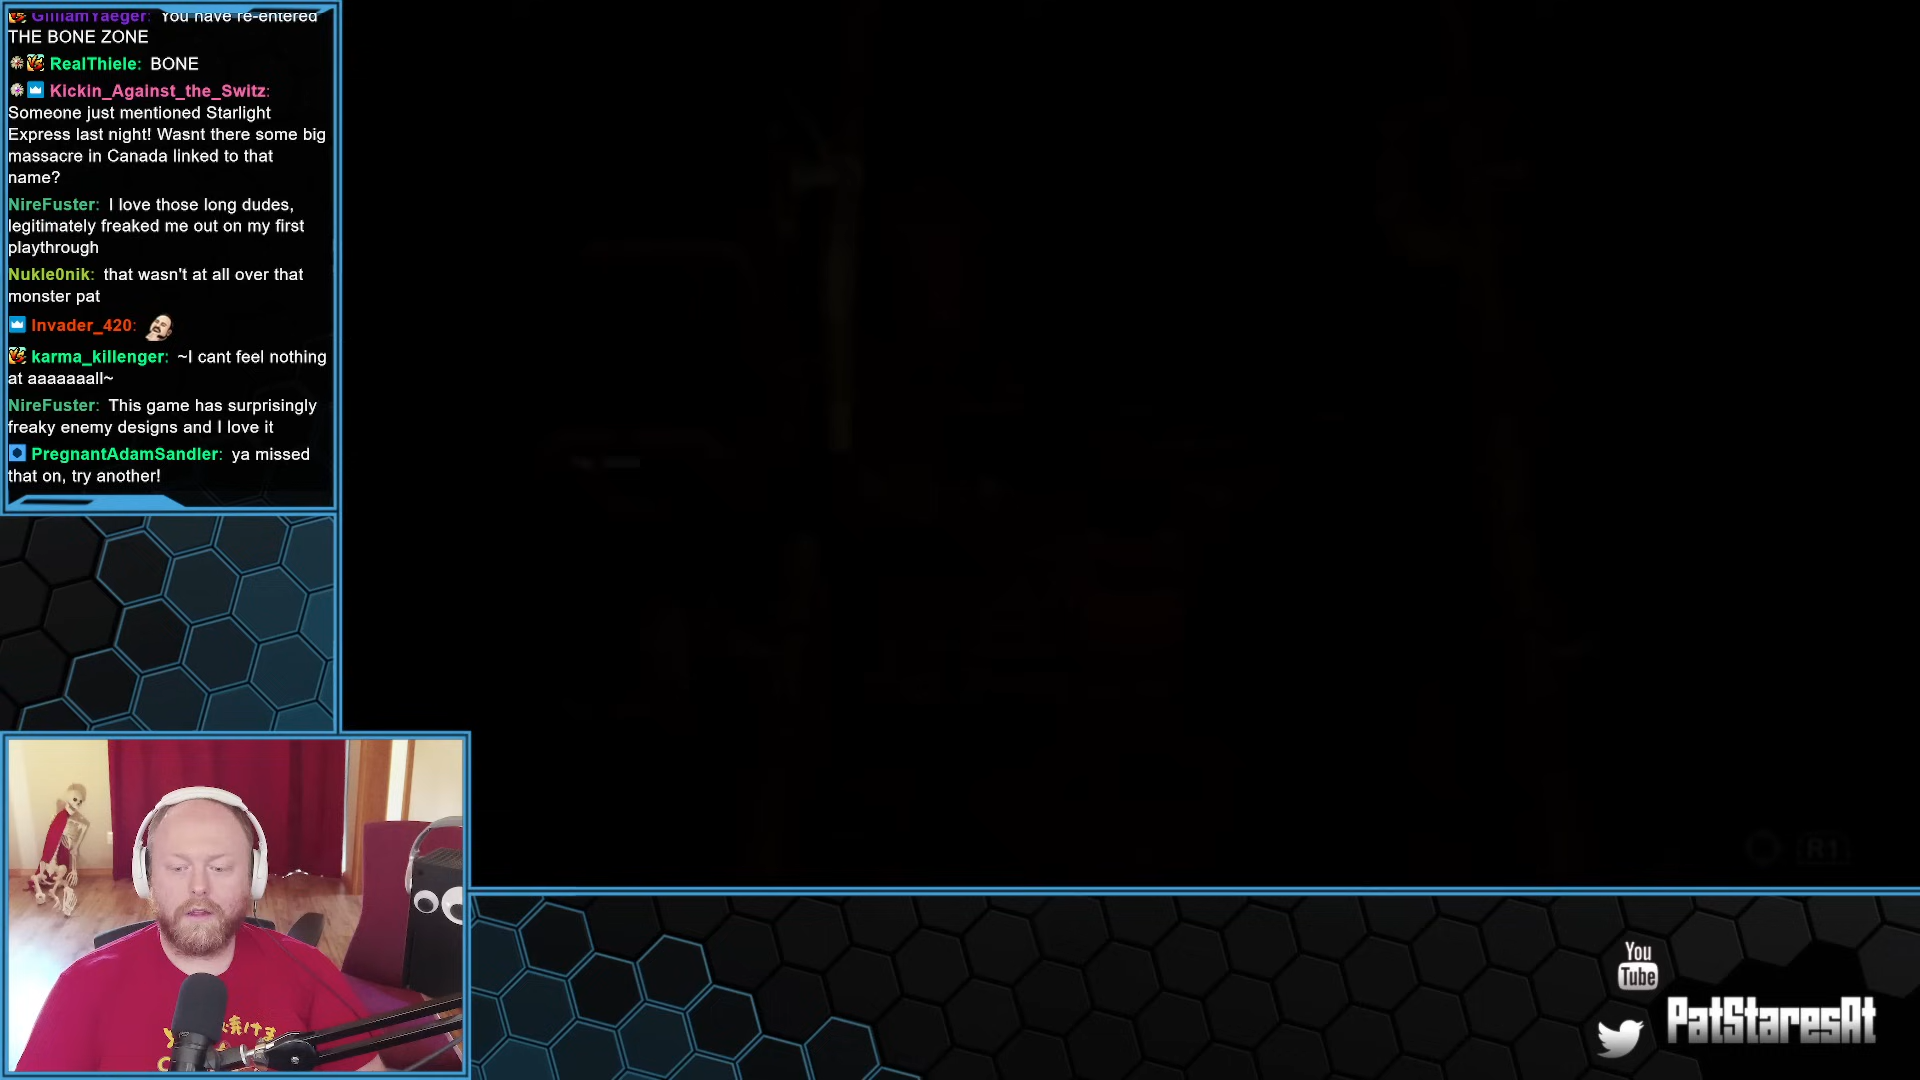 GilliamYaeger: You have re-entered
THE BONE ZONE
RealThiele: BONE
Kickin_Against_the_Switz:
Someone just mentioned Starlight
Express last night! Wasnt there some big
massacre in Canada linked to that
name?
NireFuster: I love those long dudes,
legitimately freaked me out on my first
playthrough
Nukle0nik: that wasn't at all over that
monster pat
Invader_420:
karma_killenger: ~I cant feel nothing
at aaaaaaall~
NireFuster: This game has surprisingly
freaky enemy designs and I love it
PregnantAdamSandler: ya missed
that on, try another!
R1
You
Tube
PatStaresAt